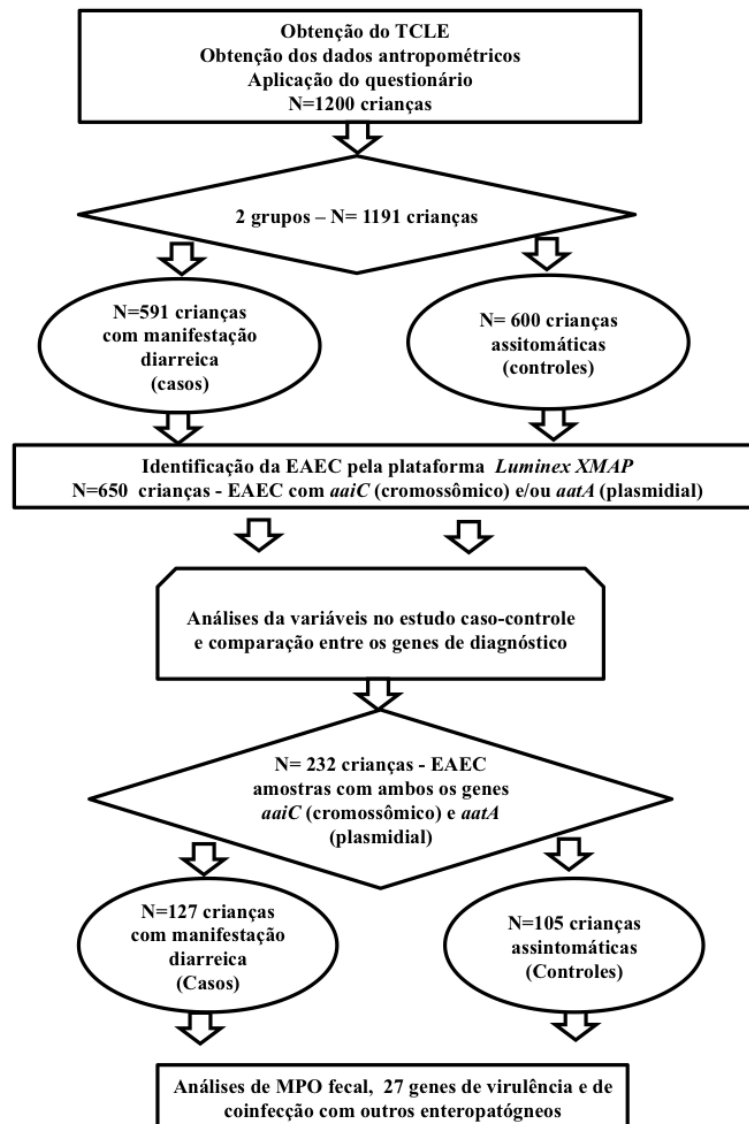 Obtenção do TCLE
Obtenção dos dados antropométricos
Aplicação do questionário
N=1200 crianças
2 grupos – N= 1191 crianças
N=591 crianças
com manifestação
diarreica
(casos)
N= 600 crianças
assitomáticas
(controles)
Identificação da EAEC pela plataforma Luminex XMAP
N=650 crianças - EAEC com aaiC (cromossômico) e/ou aatA (plasmidial)
Análises da variáveis no estudo caso-controle
e comparação entre os genes de diagnóstico
N= 232 crianças - EAEC
amostras com ambos os genes
aaiC (cromossômico) e aatA
(plasmidial)
N=127 crianças
com manifestação
diarreica
(Casos)
N=105 crianças
assintomáticas
(Controles)
Análises de MPO fecal, 27 genes de virulência e de
coinfecção com outros enteropatógneos